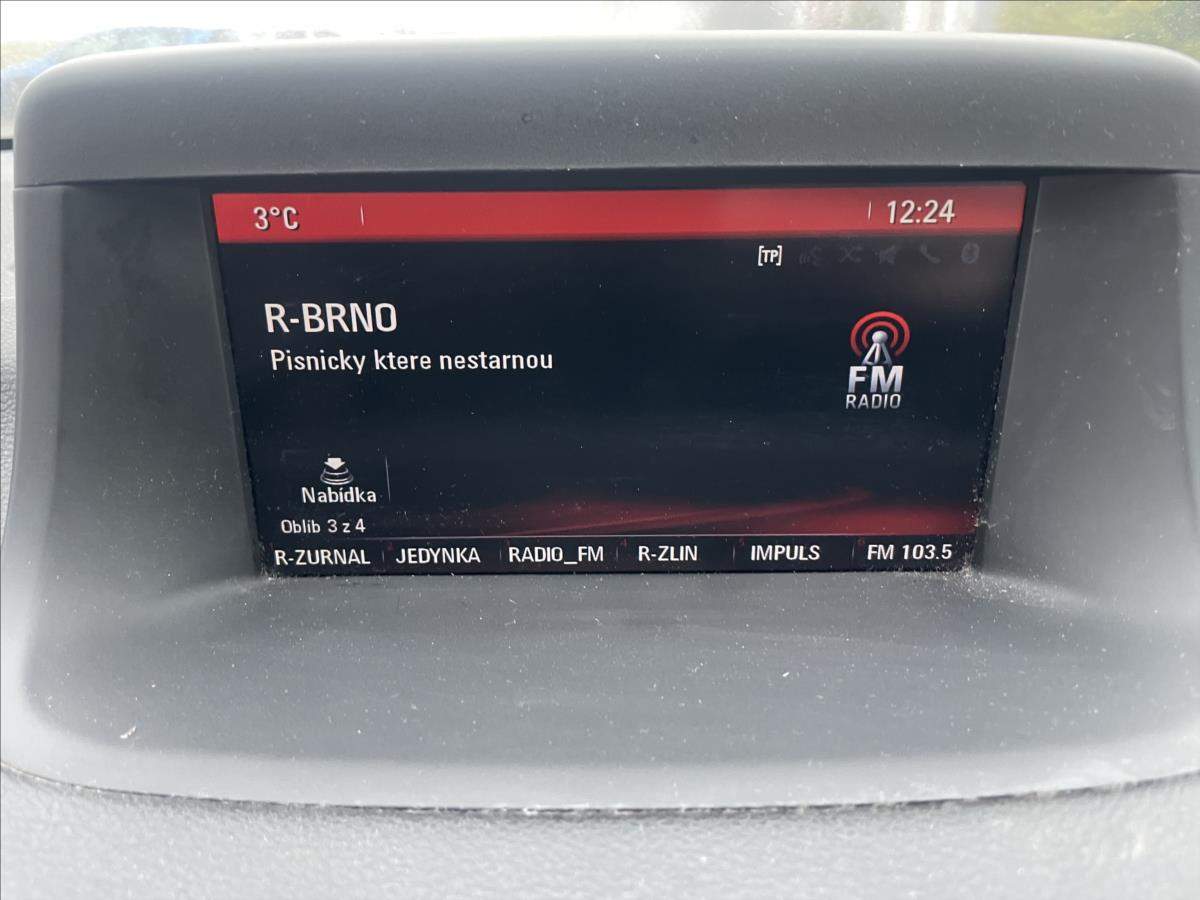 3°C 12:24
[TP]
R-BRNO
Pisnicky ktere nestarnou
FM
RADIO
Nabídka
Oblib 3 z 4
R-ZURNAL JEDYNKA RADIO_FM R-ZLIN IMPULS FM 103.5